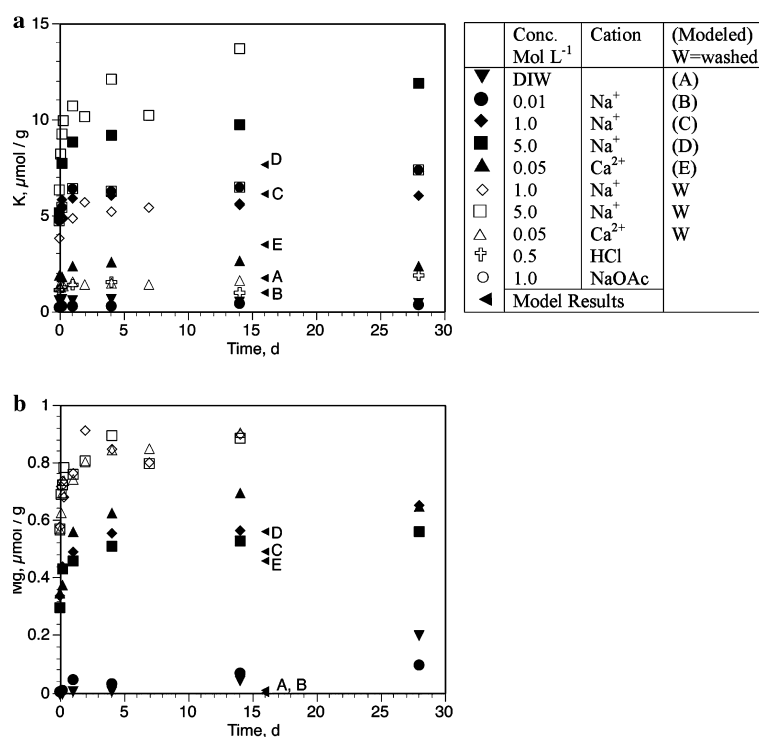 a
15
10
5
0
K, µmol / g
D
C
E
A
B
0 5 10 15 20 25 30
Time, d
Conc. Cation (Modeled)
Mol L-1 W=washed
DIW (A)
0.01 Na+ (B)
1.0 Na+ (C)
5.0 Na+ (D)
0.05 Ca2+ (E)
1.0 Na+ W
5.0 Na+ W
0.05 Ca2+ W
0.5 HCl
1.0 NaOAc
Model Results
b
1
0.8
0.6
0.4
0.2
0
Mg, µmol / g
D
C
E
A, B
0 5 10 15 20 25 30
Time, d